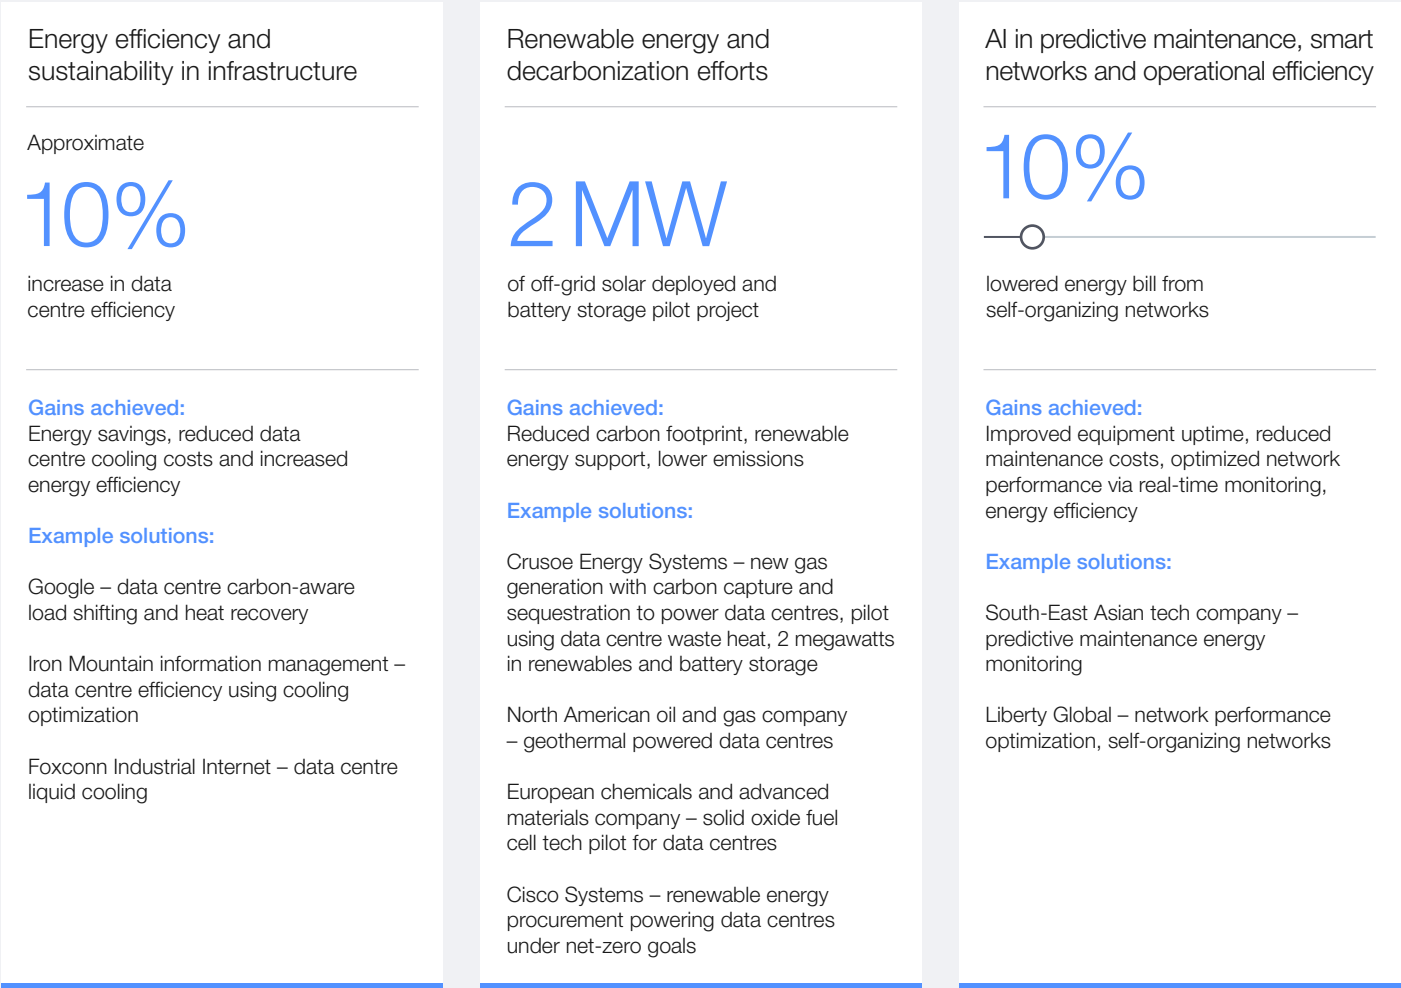 Energy efficiency and
sustainability in infrastructure
Approximate
10%
increase in data
centre efficiency
Gains achieved:
Energy savings, reduced data
centre cooling costs and increased
energy efficiency
Example solutions:
Google – data centre carbon-aware
load shifting and heat recovery
Iron Mountain information management –
data centre efficiency using cooling
optimization
Foxconn Industrial Internet – data centre
liquid cooling
Renewable energy and
decarbonization efforts
2 MW
of off-grid solar deployed and
battery storage pilot project
Gains achieved:
Reduced carbon footprint, renewable
energy support, lower emissions
Example solutions:
Crusoe Energy Systems – new gas
generation with carbon capture and
sequestration to power data centres, pilot
using data centre waste heat, 2 megawatts
in renewables and battery storage
North American oil and gas company
– geothermal powered data centres
European chemicals and advanced
materials company – solid oxide fuel
cell tech pilot for data centres
Cisco Systems – renewable energy
procurement powering data centres
under net-zero goals
AI in predictive maintenance, smart
networks and operational efficiency
10%
lowered energy bill from
self-organizing networks
Gains achieved:
Improved equipment uptime, reduced
maintenance costs, optimized network
performance via real-time monitoring,
energy efficiency
Example solutions:
South-East Asian tech company –
predictive maintenance energy
monitoring
Liberty Global – network performance
optimization, self-organizing networks